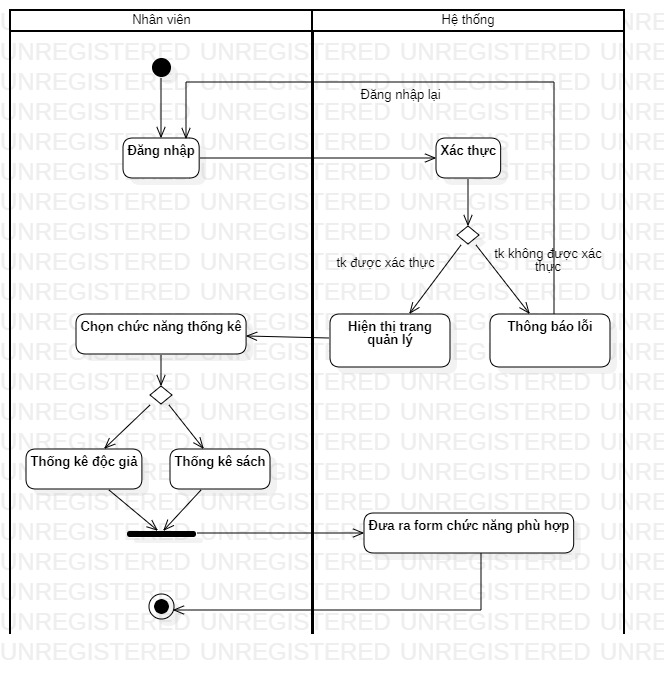 Nhân viên
Hệ thống
Đăng nhập lại
Đăng nhập
Xác thực
tk được xác thực
tk không được xác
thực
Chọn chức năng thống kê
Hiện thị trang
quản lý
Thông báo lỗi
Thống kê độc giả
Thống kê sách
Đưa ra form chức năng phù hợp
UNREGISTERED UNREGISTERED UNREGISTERED UNREGISTERED